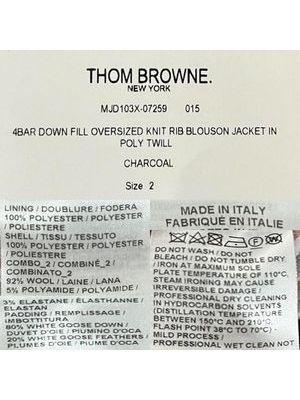 THOM BROWNE.
NEW YORK
MJD103X-07259 015
4BAR DOWN FILL OVERSIZED KNIT RIB BLOUSON JACKET IN
POLY TWILL
CHARCOAL
Size 2
LINING / DOUBLURE / FODERA
100% POLYESTER / POLYESTER
/ POLIESTERE
SHELL / TISSU / TESSUTO
100% POLYESTER / POLYESTER
/ POLIESTERE
COMBO_2 / COMBINÉ_2 /
COMBINATO_2
92% WOOL / LAINE / LANA
5% POLYAMIDE / POLYAMIDE /
3% ELASTANE / ÉLASTHANNE /
PADDING / REMPLISSAGE /
IMBOTTITURA
80% WHITE GOOSE DOWN /
DUVET D'OIE / PIUMINO D'OCA
20% WHITE GOOSE FEATHERS /
PLUMES D'OIE / PIUME D'OCA
MADE IN ITALY
FABRIQUÉ EN ITALIE
DO NOT WASH / DO NOT
BLEACH / DO NOT TUMBLE DRY
/ IRON AT MAXIMUM SOLE
PLATE TEMPERATURE OF 110°C,
STEAM IRONING MAY CAUSE
IRREVERSIBLE DAMAGE /
PROFESSIONAL DRY CLEANING
IN HYDROCARBON SOLVENTS
(DISTILLATION TEMPERATURE
BETWEEN 150°C AND 210°C,
FLASH POINT 38°C TO 70°C) -
MILD PROCESS /
PROFESSIONAL WET CLEAN NOT